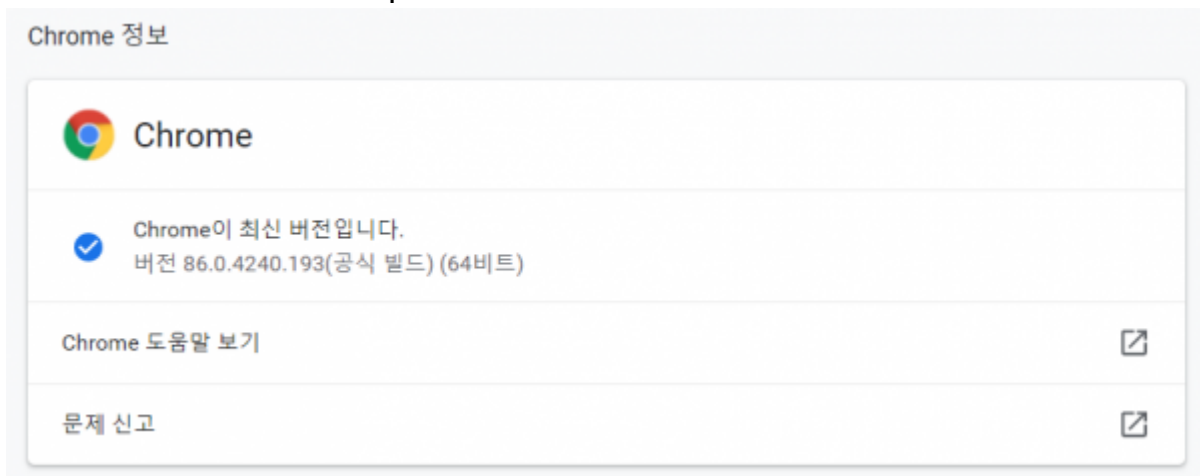 Chrome 정보
Chrome
Chrome이 최신 버전입니다.
버전 86.0.4240.193(공식 빌드) (64비트)
Chrome 도움말 보기
문제 신고